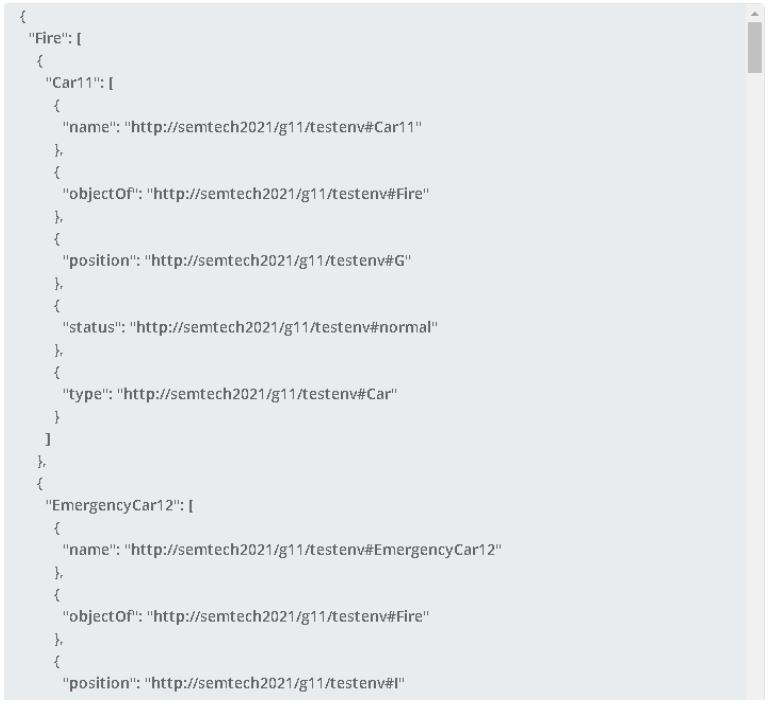 {
"Fire": [
{
"Car11": [
{
"name": "http://semtech2021/g11/testenv#Car11"
},
{
"objectOf": "http://semtech2021/g11/testenv#Fire"
},
{
"position": "http://semtech2021/g11/testenv#G"
},
{
"status": "http://semtech2021/g11/testenv#normal"
},
{
"type": "http://semtech2021/g11/testenv#Car"
}
]
},
{
"EmergencyCar12": [
{
"name": "http://semtech2021/g11/testenv#EmergencyCar12"
},
{
"objectOf": "http://semtech2021/g11/testenv#Fire"
},
{
"position": "http://semtech2021/g11/testenv#I"